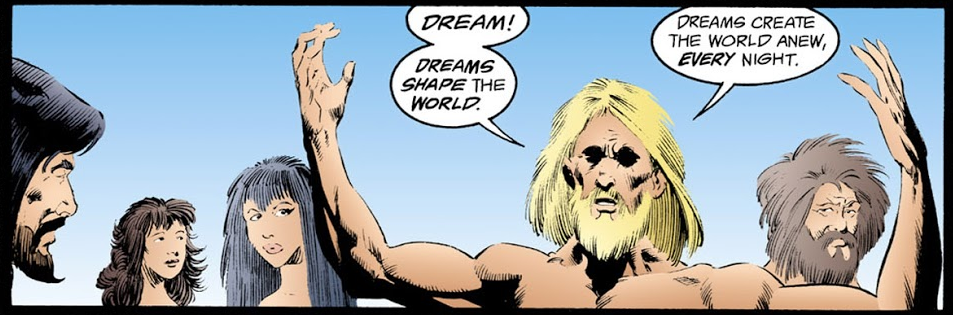 DREAM!
DREAMS
SHAPE THE
WORLD.
DREAMS CREATE
THE WORLD ANEW,
EVERY NIGHT.